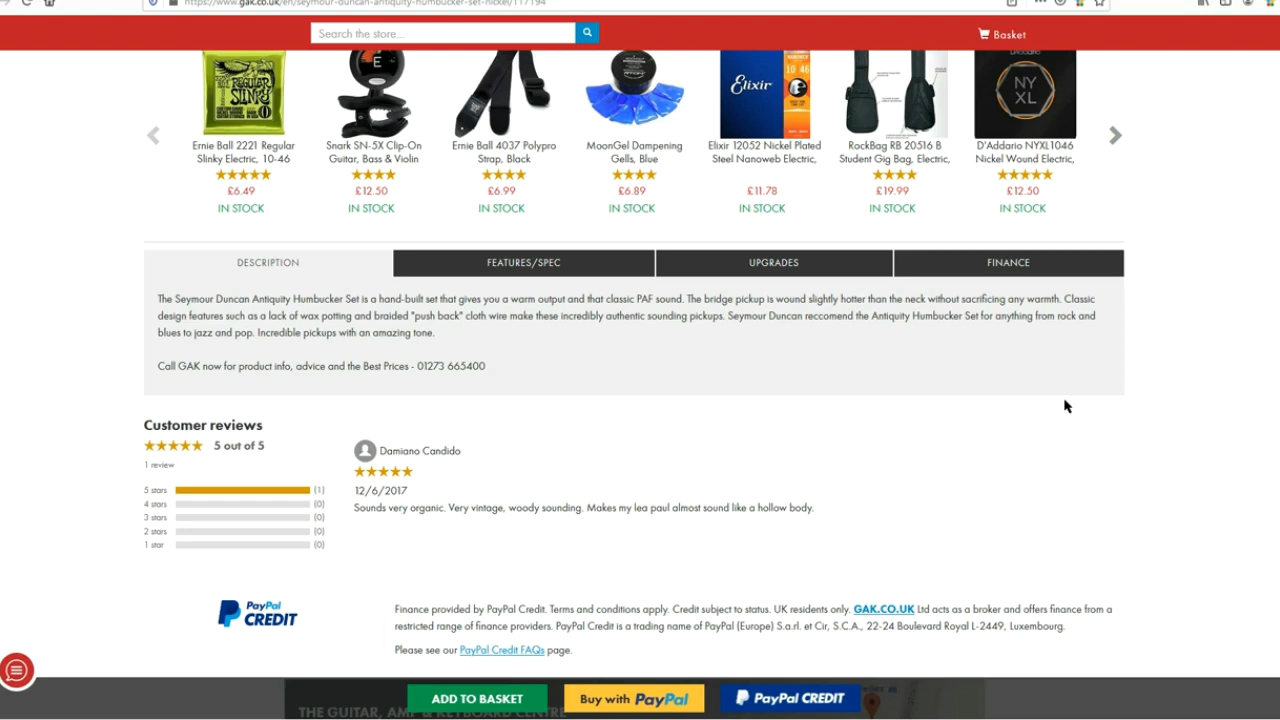 https://www.gak.co.uk/en/seymour-duncan-antiquity-humbucker-set-nickel/117194
Search the store...
Basket
REGULAR
SLINKY
E
Elixir
10 46
NY
XL
Ernie Ball 2221 Regular
Slinky Electric, 10-46
£6.49
IN STOCK
Snark SN-5X Clip-On
Guitar, Bass & Violin
£12.50
IN STOCK
Ernie Ball 4037 Polypro
Strap, Black
£6.99
IN STOCK
MoonGel Dampening
Gells, Blue
£6.89
IN STOCK
Elixir 12052 Nickel Plated
Steel Nanoweb Electric,
£11.78
IN STOCK
RockBag RB 20516 B
Student Gig Bag, Electric,
£19.99
IN STOCK
D'Addario NYXL1046
Nickel Wound Electric,
£12.50
IN STOCK
DESCRIPTION
FEATURES/SPEC
UPGRADES
FINANCE
The Seymour Duncan Antiquity Humbucker Set is a hand-built set that gives you a warm output and that classic PAF sound. The bridge pickup is wound slightly hotter than the neck without sacrificing any warmth. Classic
design features such as a lack of wax potting and braided "push back" cloth wire make these incredibly authentic sounding pickups. Seymour Duncan reccomend the Antiquity Humbucker Set for anything from rock and
blues to jazz and pop. Incredible pickups with an amazing tone.
Call GAK now for product info, advice and the Best Prices - 01273 665400
Customer reviews
5 out of 5
1 review
5 stars (1)
4 stars (0)
3 stars (0)
2 stars (0)
1 star (0)
Damiano Candido
12/6/2017
Sounds very organic. Very vintage, woody sounding. Makes my lea paul almost sound like a hollow body.
PayPal
CREDIT
Finance provided by PayPal Credit. Terms and conditions apply. Credit subject to status. UK residents only. GAK.CO.UK Ltd acts as a broker and offers finance from a
restricted range of finance providers. PayPal Credit is a trading name of PayPal (Europe) S.a.r.l. et Cir, S.C.A., 22-24 Boulevard Royal L-2449, Luxembourg.
Please see our PayPal Credit FAQs page.
ADD TO BASKET
Buy with PayPal
PayPal CREDIT
THE GUITAR, AMP & KEYBOARD CENTRE